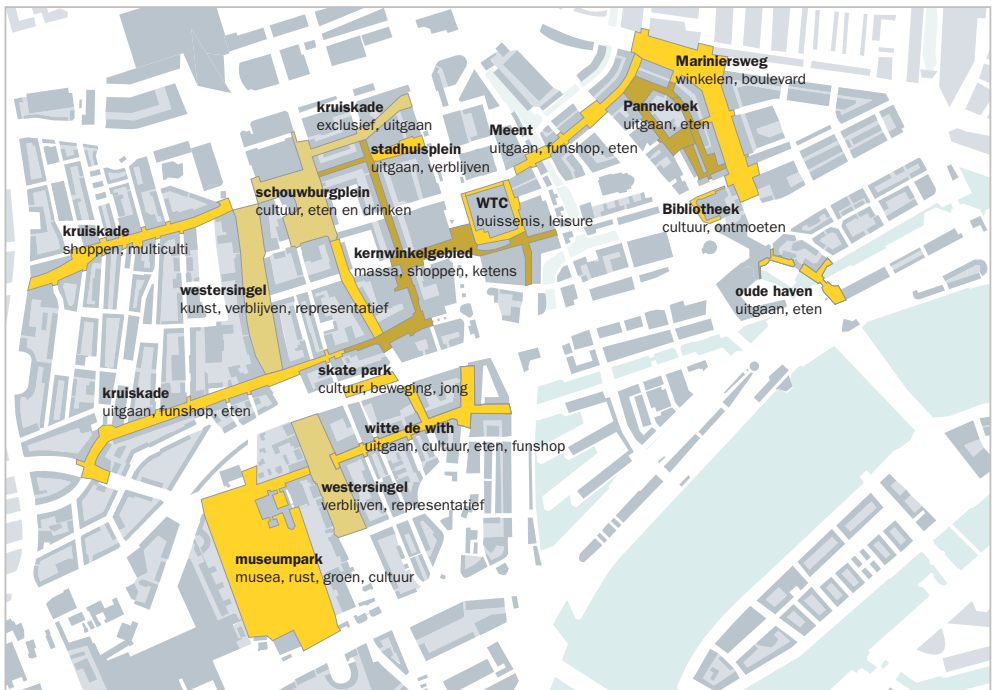 Mariniersweg
winkelen, boulevard
kruiskade
exclusief, uitgaan
Pannekoek
uitgaan, eten
Meent
uitgaan, funshop, eten
stadhuisplein
uitgaan, verblijven
schouwburgplein
cultuur, eten en drinken
WTC
buissenis, leisure
Bibliotheek
cultuur, ontmoeten
kruiskade
shoppen, multiculti
kernwinkelgebied
massa, shoppen, ketens
westersingel
kunst, verblijven, representatief
oude haven
uitgaan, eten
skate park
cultuur, beweging, jong
kruiskade
uitgaan, funshop, eten
witte de with
uitgaan, cultuur, eten, funshop
westersingel
verblijven, representatief
museumpark
musea, rust, groen, cultuur